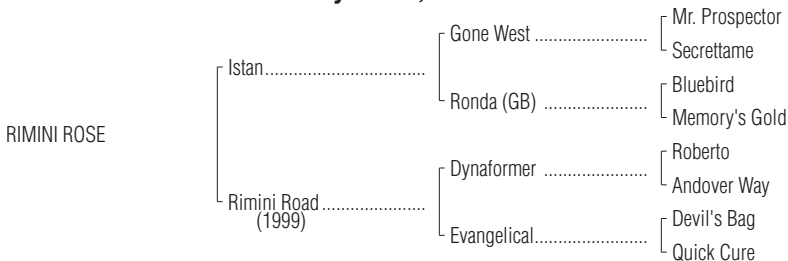 Mr. Prospector
Gone West
Secrettame
Istan
Bluebird
Ronda (GB)
Memory's Gold
RIMINI ROSE
Roberto
Dynaformer
Andover Way
Rimini Road
(1999)
Devil's Bag
Evangelical
Quick Cure